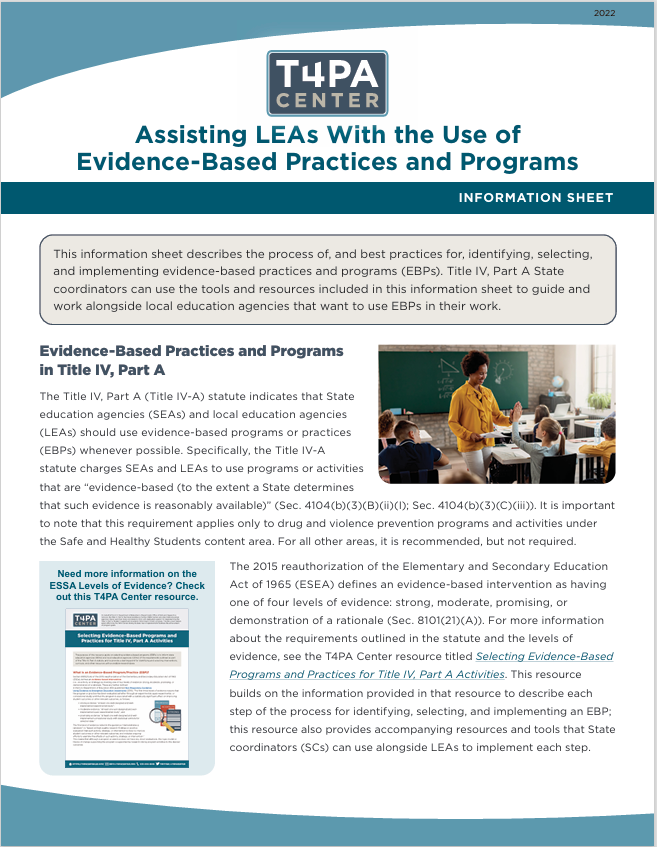 2022
T4PA
CENTER
Assisting LEAs With the Use of
Evidence-Based Practices and Programs
INFORMATION SHEET
This information sheet describes the process of, and best practices for, identifying, selecting,
and implementing evidence-based practices and programs (EBPs). Title IV, Part A State
coordinators can use the tools and resources included in this information sheet to guide and
work alongside local education agencies that want to use EBPs in their work.
Evidence-Based Practices and Programs
in Title IV, Part A
The Title IV, Part A (Title IV-A) statute indicates that State
education agencies (SEAs) and local education agencies
(LEAs) should use evidence-based programs or practices
(EBPs) whenever possible. Specifically, the Title IV-A
statute charges SEAs and LEAs to use programs or activities
that are “evidence-based (to the extent a State determines
that such evidence is reasonably available)” (Sec. 4104(b)(3)(B)(ii)(I); Sec. 4104(b)(3)(C)(iii)). It is important
to note that this requirement applies only to drug and violence prevention programs and activities under
the Safe and Healthy Students content area. For all other areas, it is recommended, but not required.
Need more information on the
ESSA Levels of Evidence? Check
out this T4PA Center resource.
T4PA
CENTER
Selecting Evidence-Based Programs and
Practices for Title IV, Part A Activities
What is an Evidence-Based Program/Practice (EBP)?
The 2015 reauthorization of the Elementary and Secondary Education
Act of 1965 (ESEA) defines an evidence-based intervention as having
one of four levels of evidence: strong, moderate, promising, or
demonstration of a rationale (Sec. 8101(21)(A)). For more information
about the requirements outlined in the statute and the levels of
evidence, see the T4PA Center resource titled Selecting Evidence-Based
Programs and Practices for Title IV, Part A Activities. This resource
builds on the information provided in that resource to describe each
step of the process for identifying, selecting, and implementing an EBP;
this resource also provides accompanying resources and tools that State
coordinators (SCs) can use alongside LEAs to implement each step.